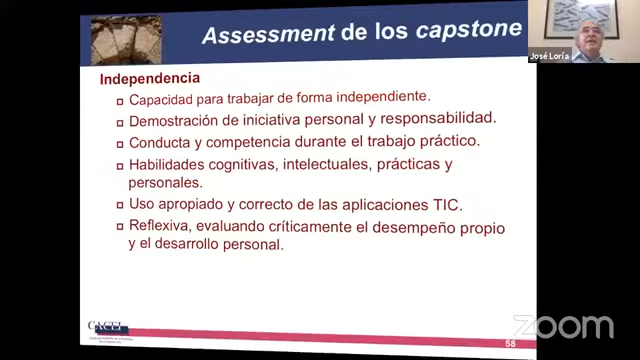 Assessment de los capstone
José Loría
Independencia
Capacidad para trabajar de forma independiente.
Demostración de iniciativa personal y responsabilidad.
Conducta y competencia durante el trabajo práctico.
Habilidades cognitivas, intelectuales, prácticas y
personales.
Uso apropiado y correcto de las aplicaciones TIC.
Reflexiva, evaluando críticamente el desempeño propio
y el desarrollo personal.
CACEI
58
zoom